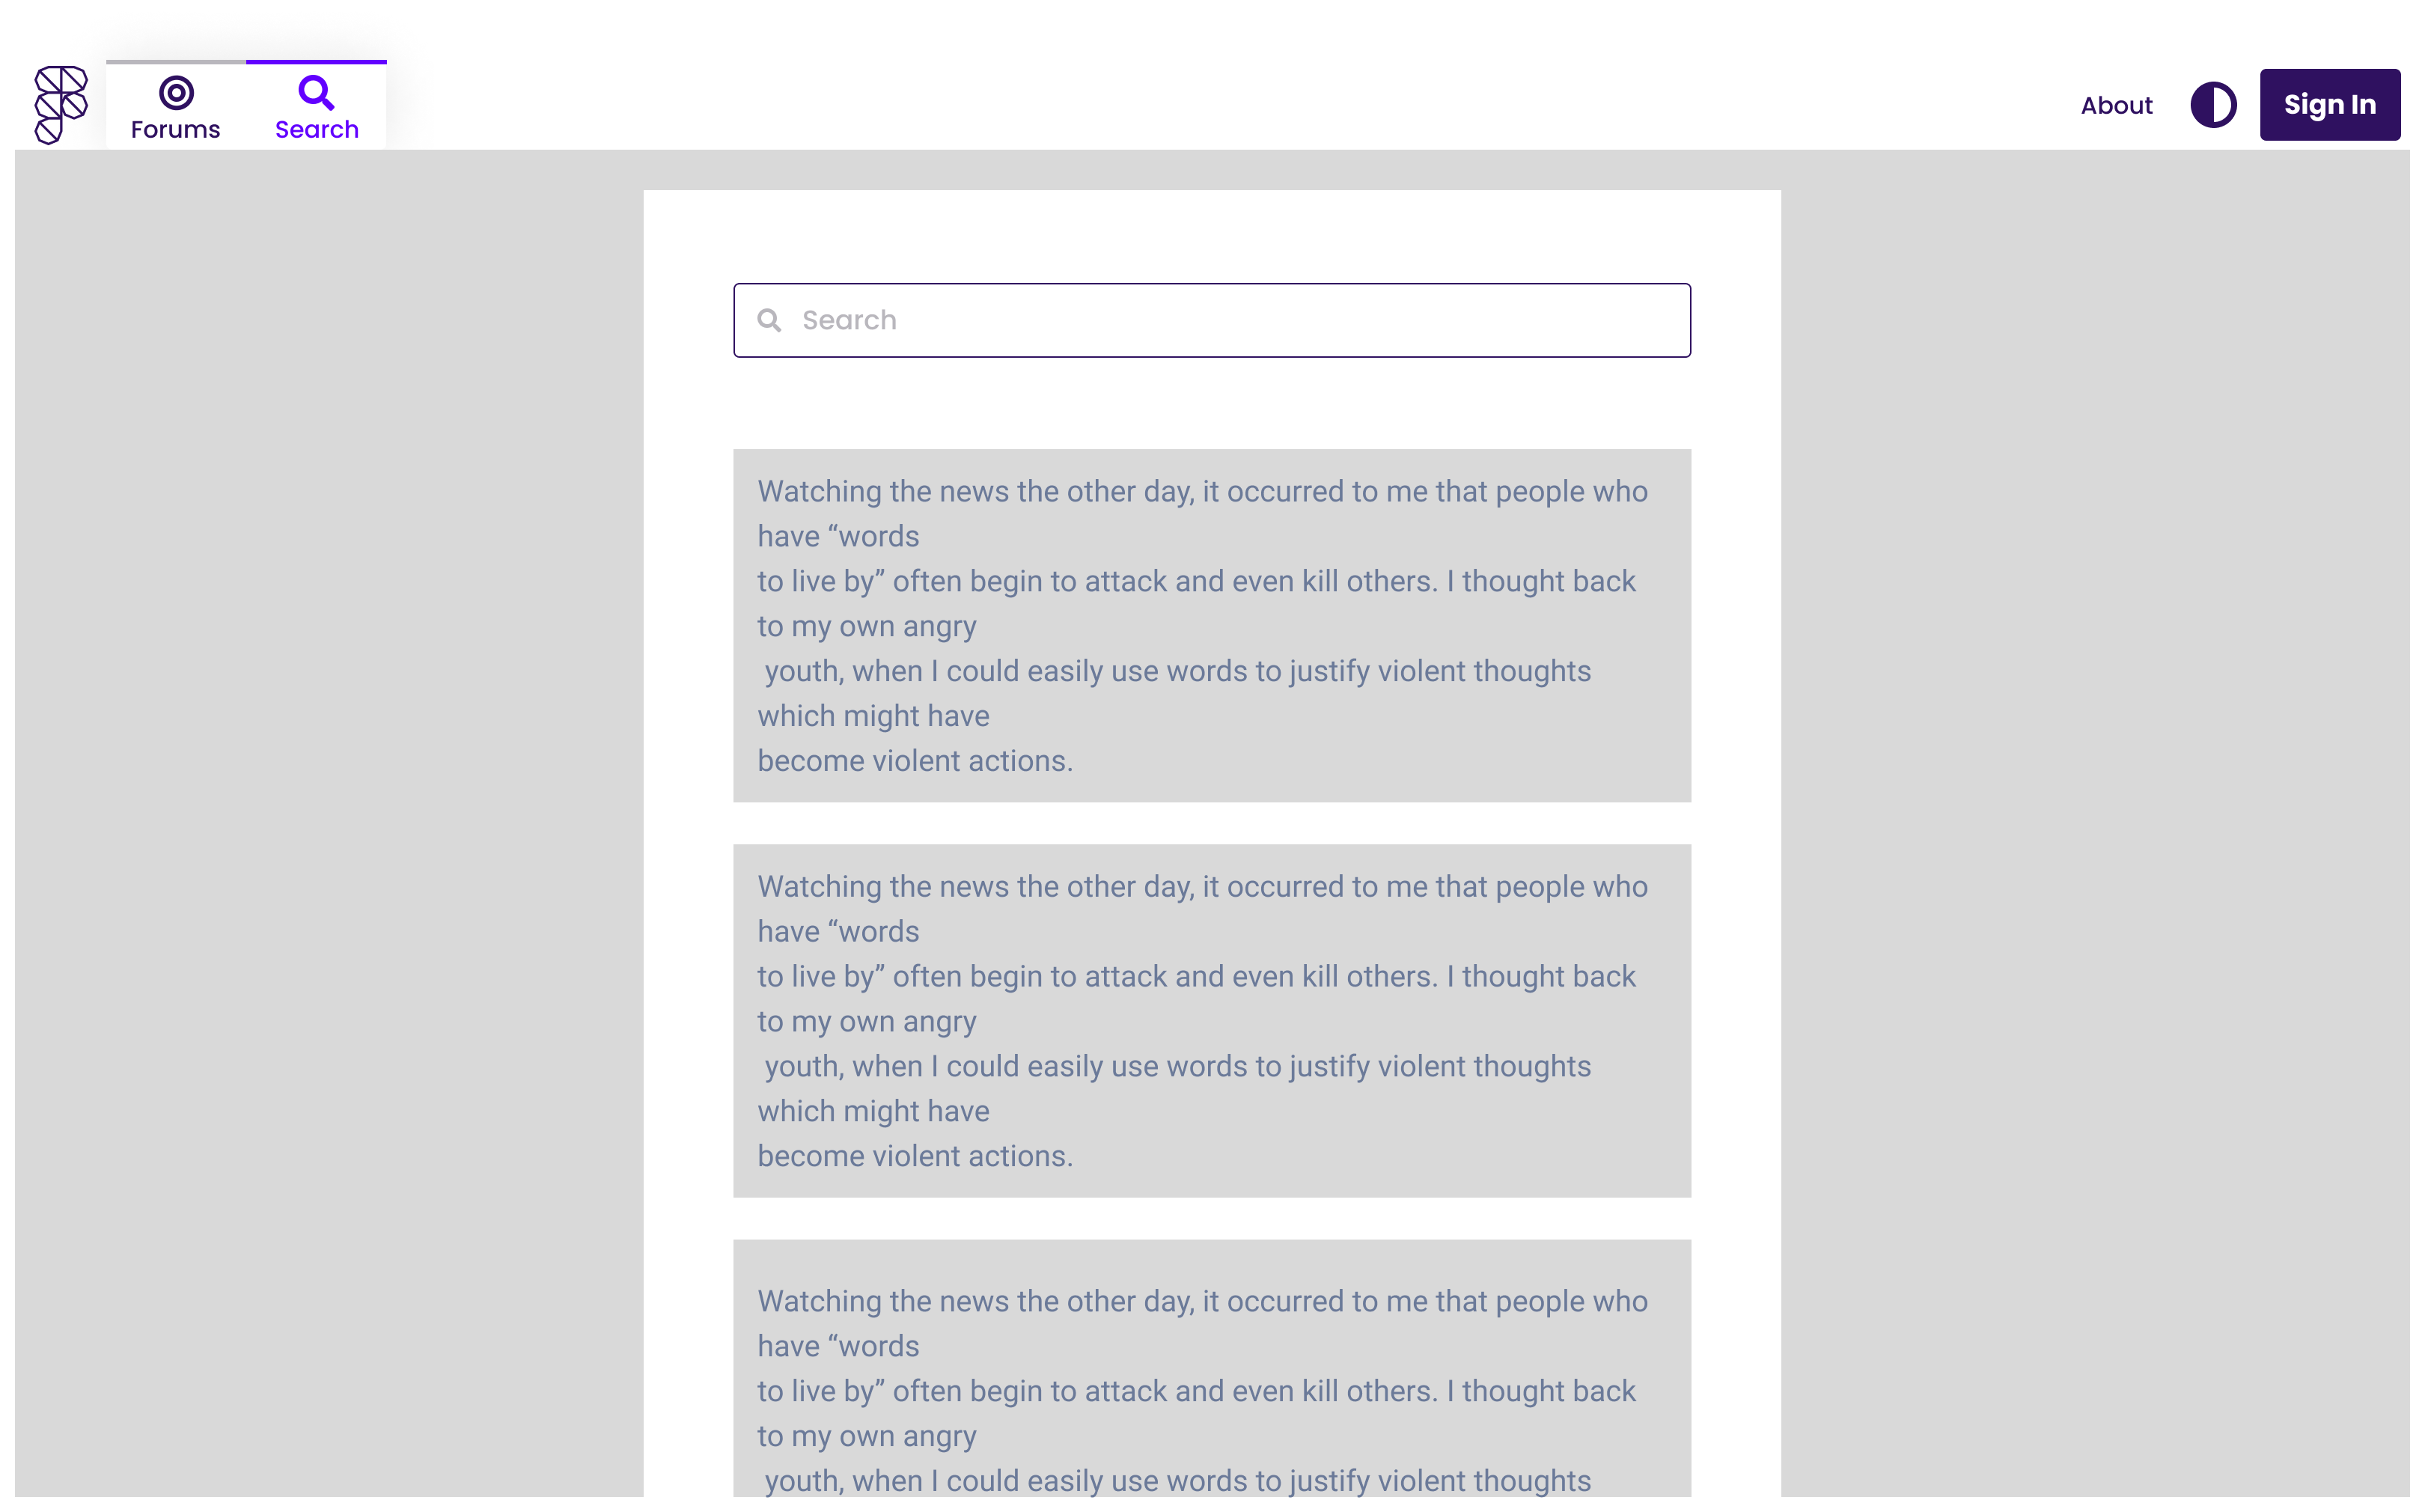 Forums
Search
About
Sign In
Search
Watching the news the other day, it occurred to me that people who
have “words
to live by” often begin to attack and even kill others. I thought back
to my own angry
youth, when I could easily use words to justify violent thoughts
which might have
become violent actions.
Watching the news the other day, it occurred to me that people who
have “words
to live by” often begin to attack and even kill others. I thought back
to my own angry
youth, when I could easily use words to justify violent thoughts
which might have
become violent actions.
Watching the news the other day, it occurred to me that people who
have “words
to live by” often begin to attack and even kill others. I thought back
to my own angry
youth, when I could easily use words to justify violent thoughts